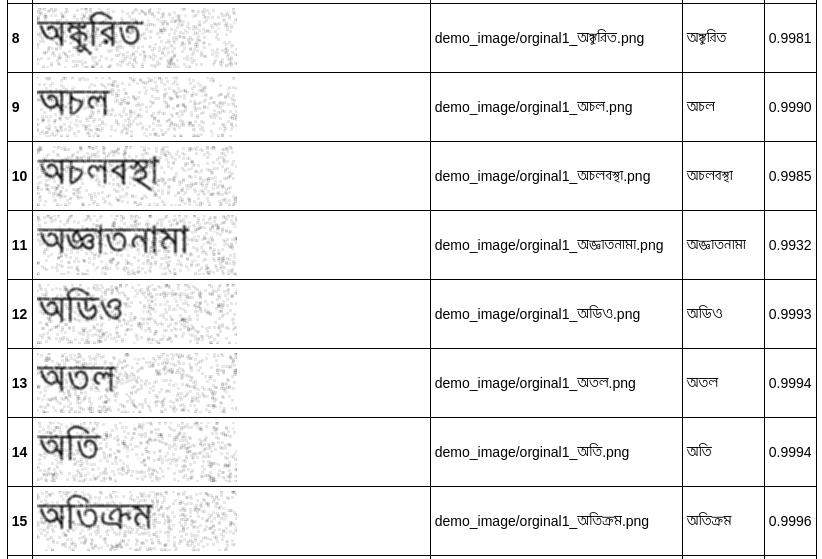 8 অঙ্কুরিত demo_image/orginal1_অঙ্কুরিত.png অঙ্কুরিত 0.9981
9 অচল demo_image/orginal1_অচল.png অচল 0.9990
10 অচলবস্থা demo_image/orginal1_অচলবস্থা.png অচলবস্থা 0.9985
11 অজ্ঞাতনামা demo_image/orginal1_অজ্ঞাতনামা.png অজ্ঞাতনামা 0.9932
12 অডিও demo_image/orginal1_অডিও.png অডিও 0.9993
13 অতল demo_image/orginal1_অতল.png অতল 0.9994
14 অতি demo_image/orginal1_অতি.png অতি 0.9994
15 অতিক্রম demo_image/orginal1_অতিক্রম.png অতিক্রম 0.9996